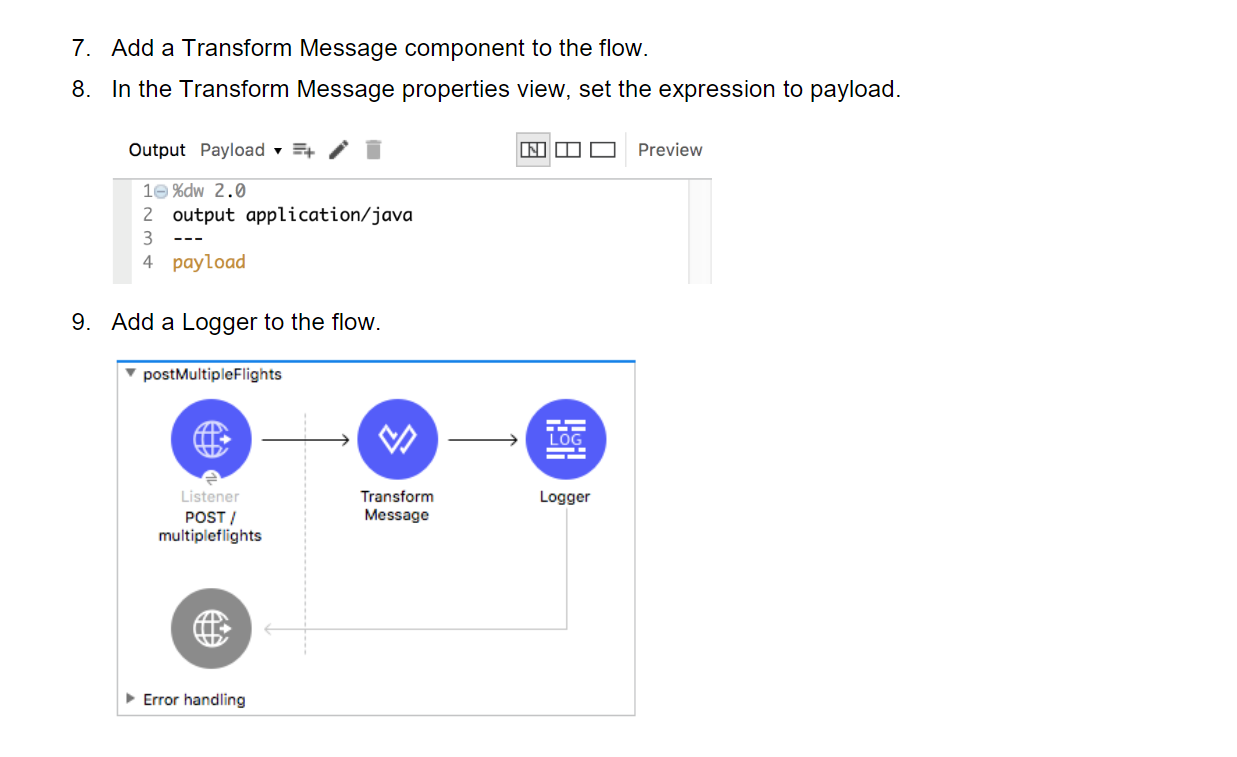 7. Add a Transform Message component to the flow.
8. In the Transform Message properties view, set the expression to payload.
Output Payload Preview
1 %dw 2.0
2 output application/java
3 ---
4 payload
9. Add a Logger to the flow.
postMultipleFlights
LOG
Listener
POST /
multipleflights
Transform
Message
Logger
Error handling